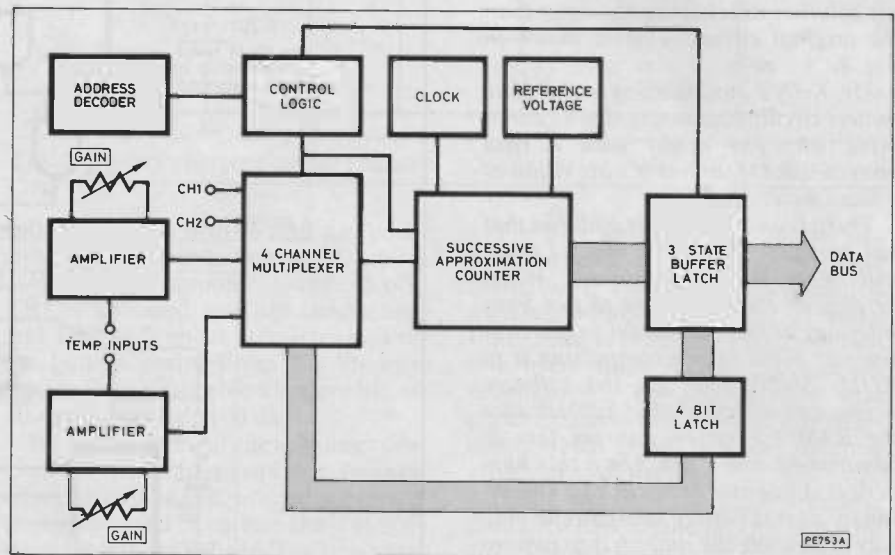 ADDRESS
DECODER
CONTROL
LOGIC
CLOCK
REFERENCE
VOLTAGE
GAIN
CH1
CH2
AMPLIFIER
4 CHANNEL
MULTIPLEXER
SUCCESSIVE
APPROXIMATION
COUNTER
3 STATE
BUFFER
LATCH
DATA
BUS
TEMP INPUTS
AMPLIFIER
4 BIT
LATCH
GAIN
PE753A